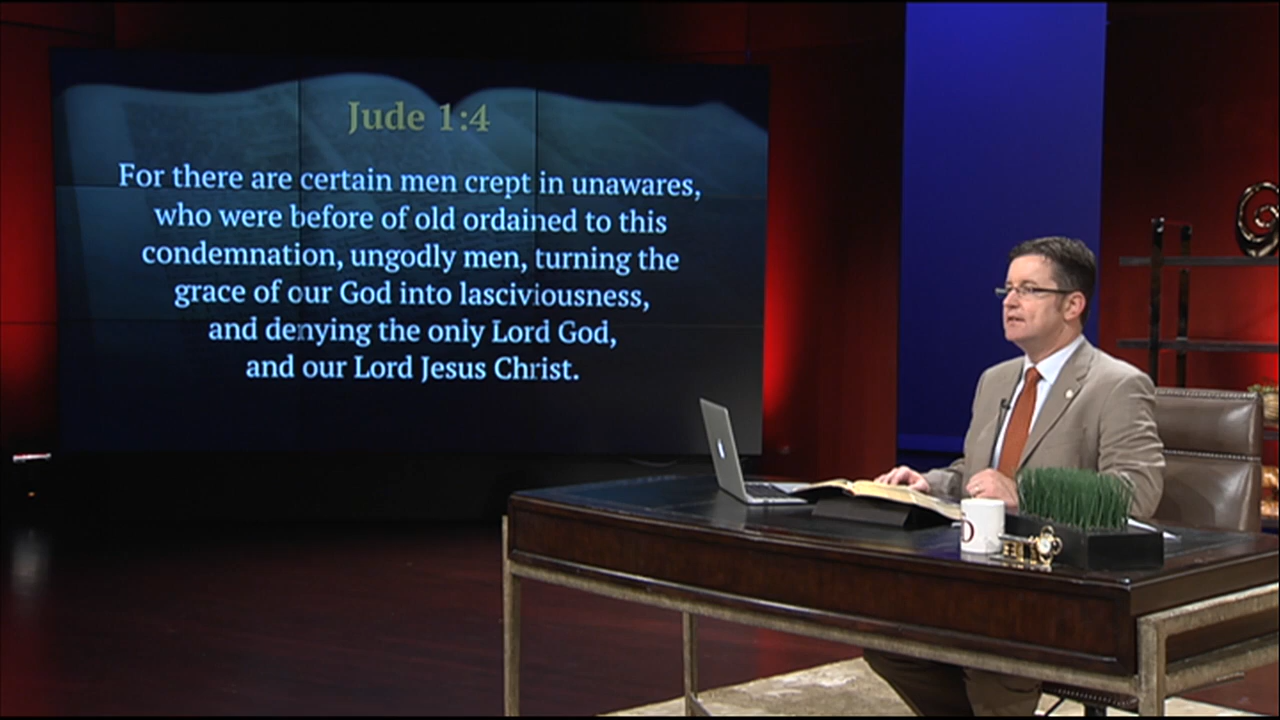 Jude 1:4
For there are certain men crept in unawares,
who were before of old ordained to this
condemnation, ungodly men, turning the
grace of our God into lasciviousness,
and denying the only Lord God,
and our Lord Jesus Christ.